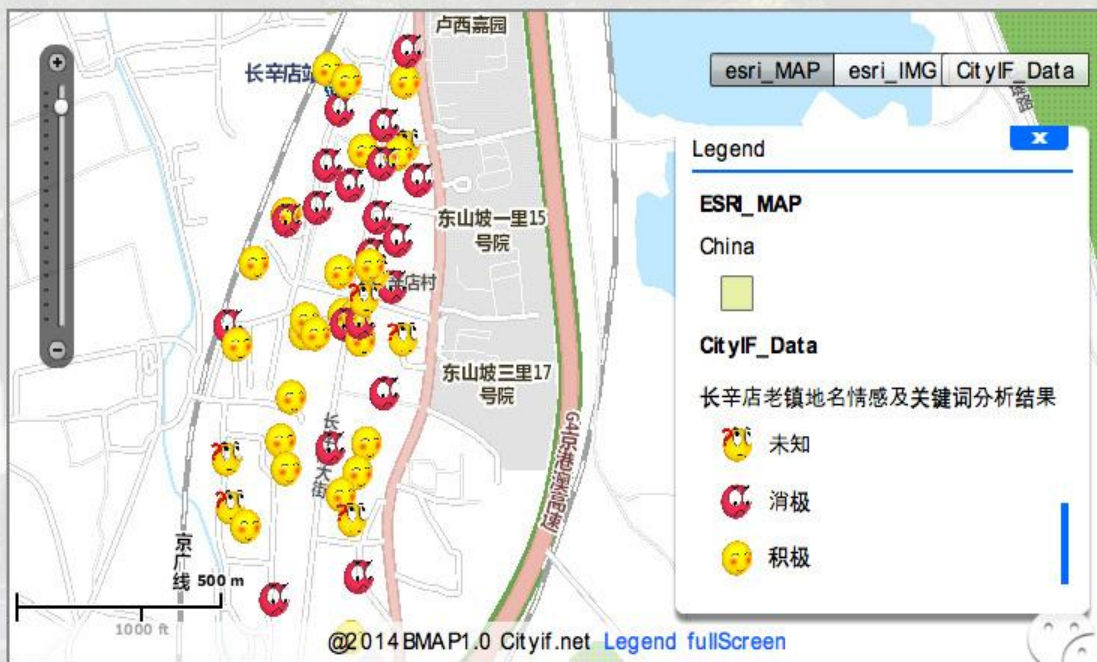 卢西嘉园
长辛店站
esri_MAP
esri_IMG
CityIF_Data
Legend
x
ESRI_MAP
China
CityIF_Data
长辛店老镇地名情感及关键词分析结果
未知
消极
积极
东山坡一里15
号院
辛店村
东山坡三里17
号院
长
大街
G4京港澳高速
京广线
500 m
1000 ft
@2014BMAP1.0 Cityif.net Legend fullScreen